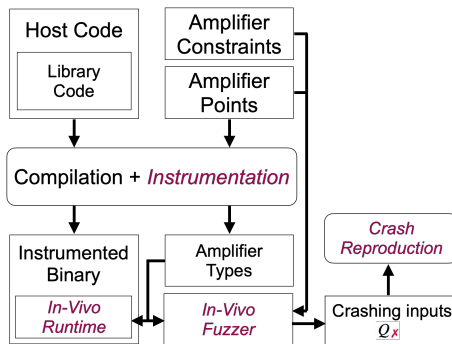 Host Code
Library
Code
Amplifier
Constraints
Amplifier
Points
Compilation + Instrumentation
Instrumented
Binary
In-Vivo
Runtime
Amplifier
Types
In-Vivo
Fuzzer
Crash
Reproduction
Crashing inputs
Q✗